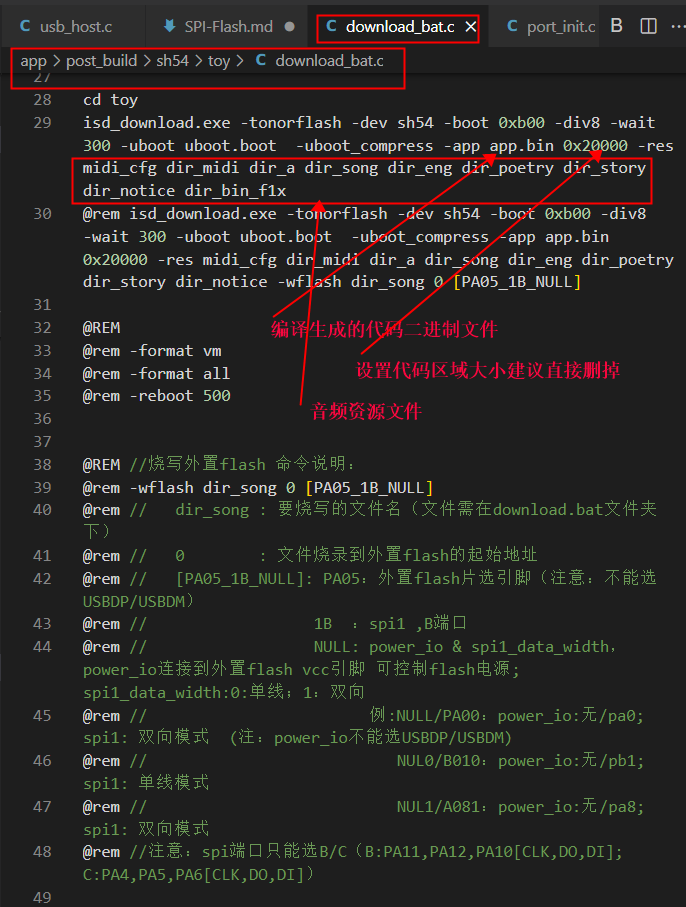 usb_host.c SPI-Flash.md download_bat.c port_init.c B ...
app > post_build > sh54 > toy > download_bat.c
27
28 cd toy
29 isd_download.exe -tonorflash -dev sh54 -boot 0xb00 -div8 -wait
300 -uboot uboot.boot -uboot_compress -app app.bin 0x20000 -res
midi_cfg dir_midi dir_a dir_song dir_eng dir_poetry dir_story
dir_notice dir_bin_f1x
30 @rem isd_download.exe -tonorflash -dev sh54 -boot 0xb00 -div8
-wait 300 -uboot uboot.boot -uboot_compress -app app.bin
0x20000 -res midi_cfg dir_midi dir_a dir_song dir_eng dir_poetry
dir_story dir_notice -wflash dir_song 0 [PA05_1B_NULL]
31
32 @REM
编译生成的代码二进制文件
33 @rem -format vm
34 @rem -format all
设置代码区域大小建议直接删掉
35 @rem -reboot 500
音频资源文件
36
37
38 @REM //烧写外置flash 命令说明：
39 @rem -wflash dir_song 0 [PA05_1B_NULL]
40 @rem // dir_song : 要烧写的文件名（文件需在download.bat文件夹
下）
41 @rem // 0 : 文件烧录到外置flash的起始地址
42 @rem // [PA05_1B_NULL]: PA05：外置flash片选引脚（注意：不能选
USBDP/USBDM）
43 @rem // 1B ：spi1 ,B端口
44 @rem // NULL: power_io & spi1_data_width，
power_io连接到外置flash vcc引脚 可控制flash电源;
spi1_data_width:0:单线；1：双向
45 @rem // 例:NULL/PA00：power_io:无/pa0;
spi1: 双向模式 (注：power_io不能选USBDP/USBDM)
46 @rem // NUL0/B010：power_io:无/pb1;
spi1: 单线模式
47 @rem // NUL1/A081：power_io:无/pa8;
spi1: 双向模式
48 @rem //注意：spi端口只能选B/C（B:PA11,PA12,PA10[CLK,DO,DI];
C:PA4,PA5,PA6[CLK,DO,DI]）
49